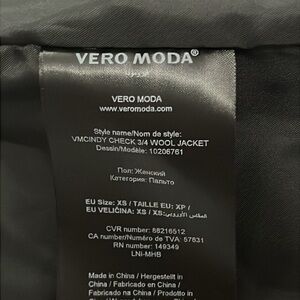 VERO MODA®
VERO MODA
www.veromoda.com
Style name/Nom de style:
VMCINDY CHECK 3/4 WOOL JACKET
Dessin/Modèle: 10206761
Пол: Женский
Категория: Пальто
EU Size: XS / TAILLE EU: XP /
EU VELIČINA: XS / XS:المقاس الأوروبي
CVR number: 88216512
CA number/Numéro de TVA: 57631
RN number: 149349
LNI-MHB
Made in China / Hergestellt in
China / Fabricado en China /
Fabricado na China / Prodotto in